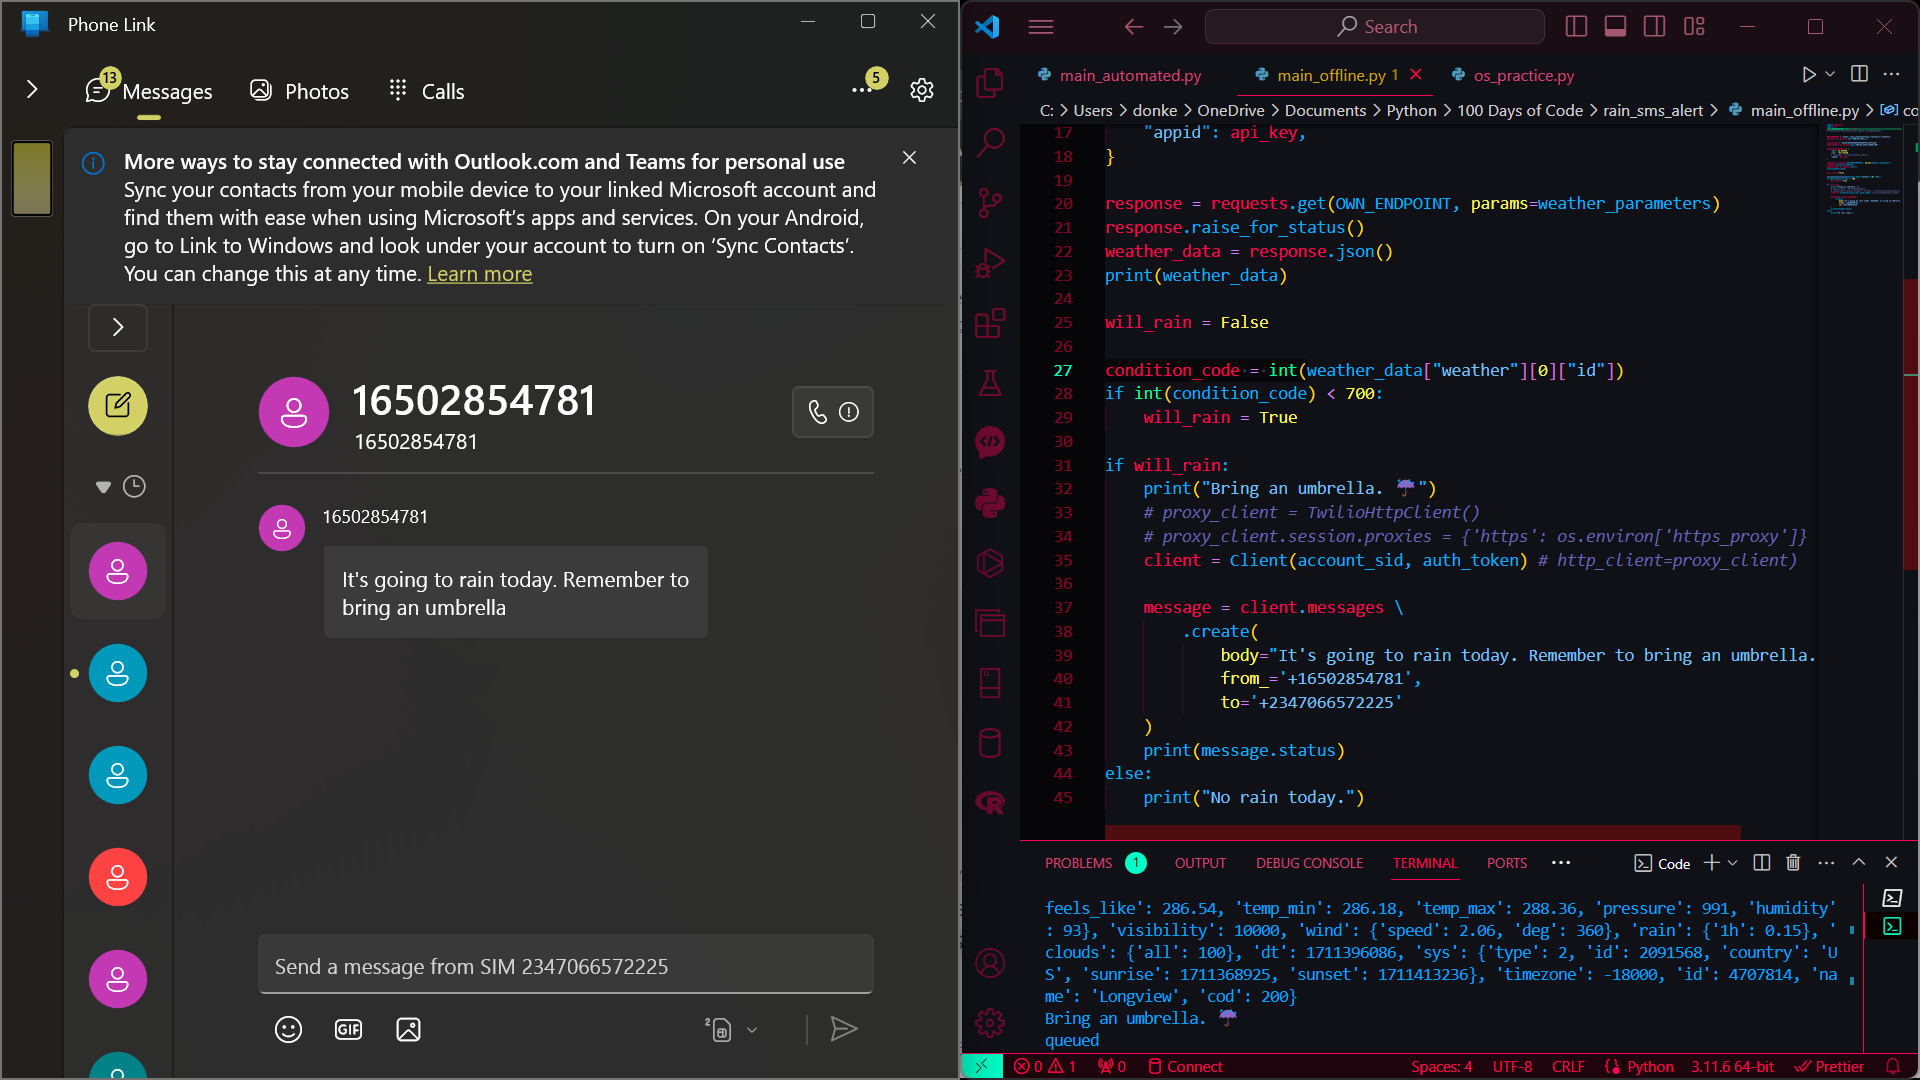 Phone Link
13
Messages
Photos
Calls
5
More ways to stay connected with Outlook.com and Teams for personal use
Sync your contacts from your mobile device to your linked Microsoft account and
find them with ease when using Microsoft's apps and services. On your Android,
go to Link to Windows and look under your account to turn on ‘Sync Contacts’.
You can change this at any time. Learn more
16502854781
16502854781
16502854781
It's going to rain today. Remember to
bring an umbrella
Send a message from SIM 2347066572225
GIF
2
Search
main_automated.py
main_offline.py 1
os_practice.py
C: > Users > donke > OneDrive > Documents > Python > 100 Days of Code > rain_sms_alert > main_offline.py > co
17 "appid": api_key,
18 }
19
20 response = requests.get(OWN_ENDPOINT, params=weather_parameters)
21 response.raise_for_status()
22 weather_data = response.json()
23 print(weather_data)
24
25 will_rain = False
26
27 condition_code = int(weather_data["weather"][0]["id"])
28 if int(condition_code) < 700:
29 will_rain = True
30
31 if will_rain:
32 print("Bring an umbrella. ☔")
33 # proxy_client = TwilioHttpClient()
34 # proxy_client.session.proxies = {'https': os.environ['https_proxy']}
35 client = Client(account_sid, auth_token) # http_client=proxy_client)
36
37 message = client.messages \
38 .create(
39 body="It's going to rain today. Remember to bring an umbrella.
40 from_='+16502854781',
41 to='+2347066572225'
42 )
43 print(message.status)
44 else:
45 print("No rain today.")
PROBLEMS 1 OUTPUT DEBUG CONSOLE TERMINAL PORTS
Code
feels_like': 286.54, 'temp_min': 286.18, 'temp_max': 288.36, 'pressure': 991, 'humidity'
: 93}, 'visibility': 10000, 'wind': {'speed': 2.06, 'deg': 360}, 'rain': {'1h': 0.15}, '
clouds': {'all': 100}, 'dt': 1711396086, 'sys': {'type': 2, 'id': 2091568, 'country': 'U
S', 'sunrise': 1711368925, 'sunset': 1711413236}, 'timezone': -18000, 'id': 4707814, 'na
me': 'Longview', 'cod': 200}
Bring an umbrella. ☔
queued
0 1 0 Connect Spaces: 4 UTF-8 CRLF Python 3.11.6 64-bit Prettier